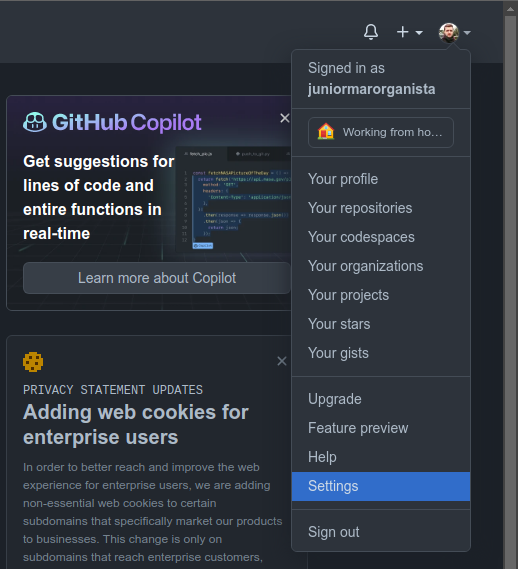 Signed in as
juniormarorganista
Working from ho...
Your profile
Your repositories
Your codespaces
Your organizations
Your projects
Your stars
Your gists
Upgrade
Feature preview
Help
Settings
Sign out
GitHub Copilot
Get suggestions for
lines of code and
entire functions in
real-time
Learn more about Copilot
PRIVACY STATEMENT UPDATES
Adding web cookies for
enterprise users
In order to better reach and improve the web
experience for enterprise users, we are adding
non-essential web cookies to certain
subdomains that specifically market our products
to businesses. This change is only on
subdomains that reach enterprise customers,